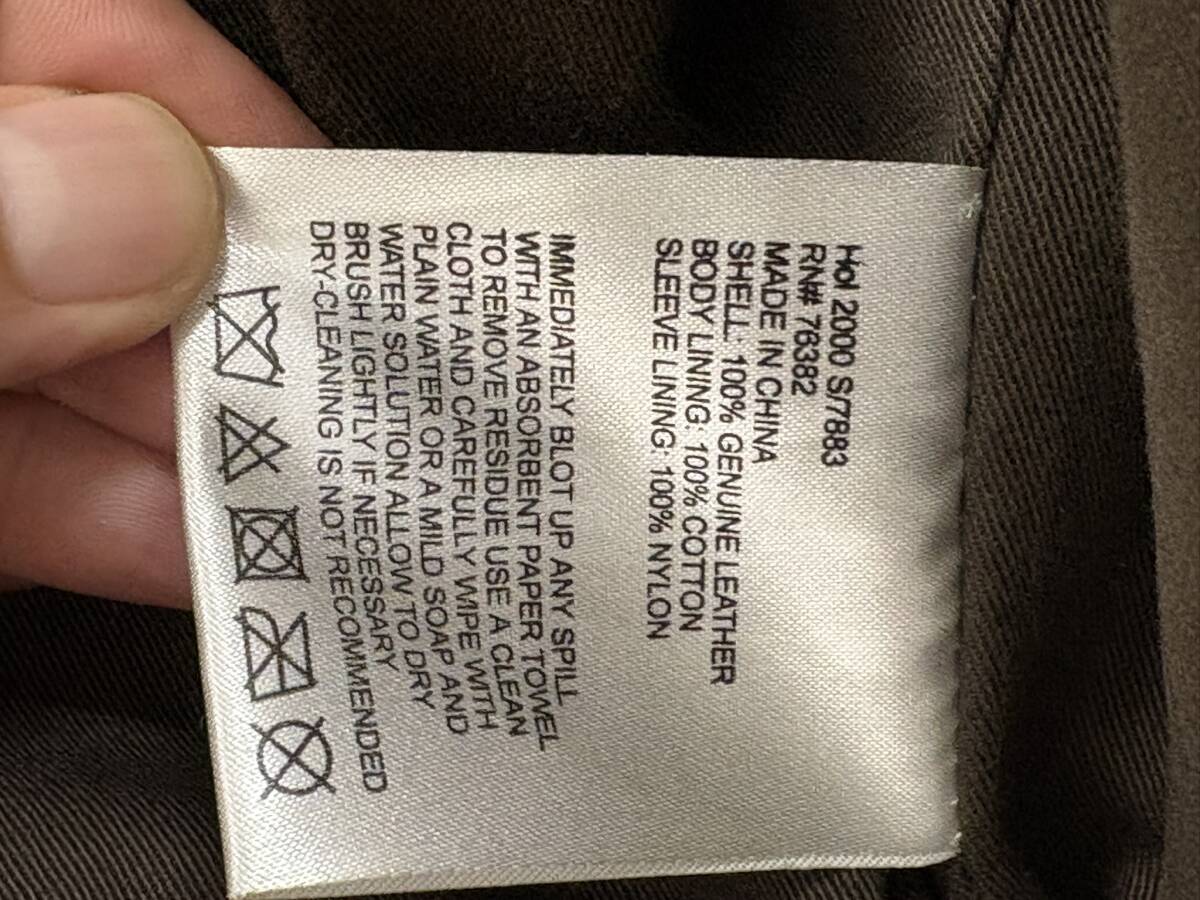 Hol 2000 S/7883
RN# 76382
MADE IN CHINA
SHELL: 100% GENUINE LEATHER
BODY LINING: 100% COTTON
SLEEVE LINING: 100% NYLON
IMMEDIATELY BLOT UP ANY SPILL
WITH AN ABSORBENT PAPER TOWEL
TO REMOVE RESIDUE USE A CLEAN
CLOTH AND CAREFULLY WIPE WITH
PLAIN WATER OR A MILD SOAP AND
WATER SOLUTION ALLOW TO DRY
BRUSH LIGHTLY IF NECESSARY
DRY-CLEANING IS NOT RECOMMENDED